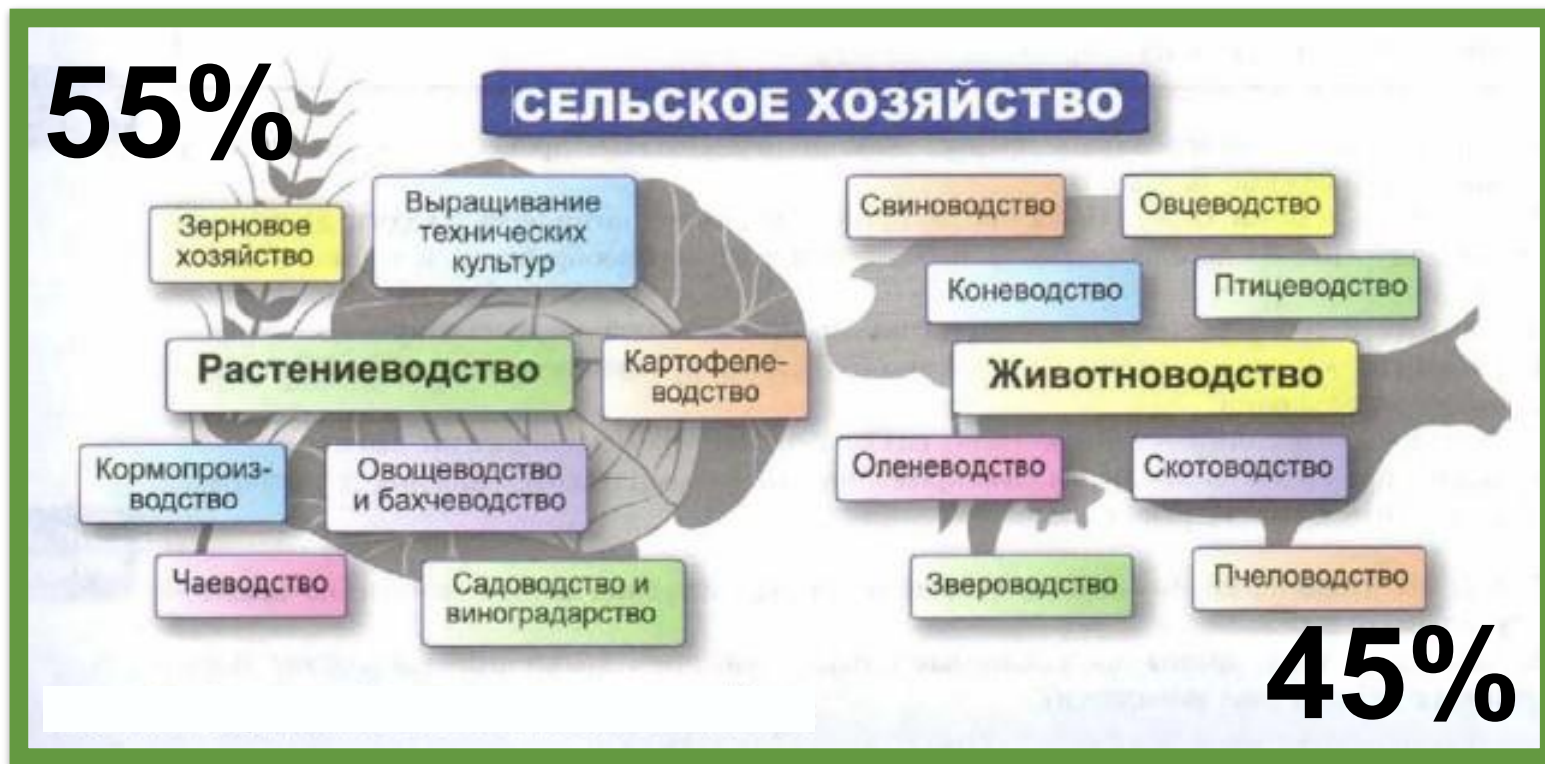 55%
СЕЛЬСКОЕ ХОЗЯЙСТВО
Зерновое
хозяйство
Выращивание
технических
культур
Растениеводство
Картофеле-
водство
Кормопроиз-
водство
Овощеводство
и бахчеводство
Чаеводство
Садоводство и
виноградарство
Свиноводство
Овцеводство
Коневодство
Птицеводство
Животноводство
Оленеводство
Скотоводство
Звероводство
Пчеловодство
45%